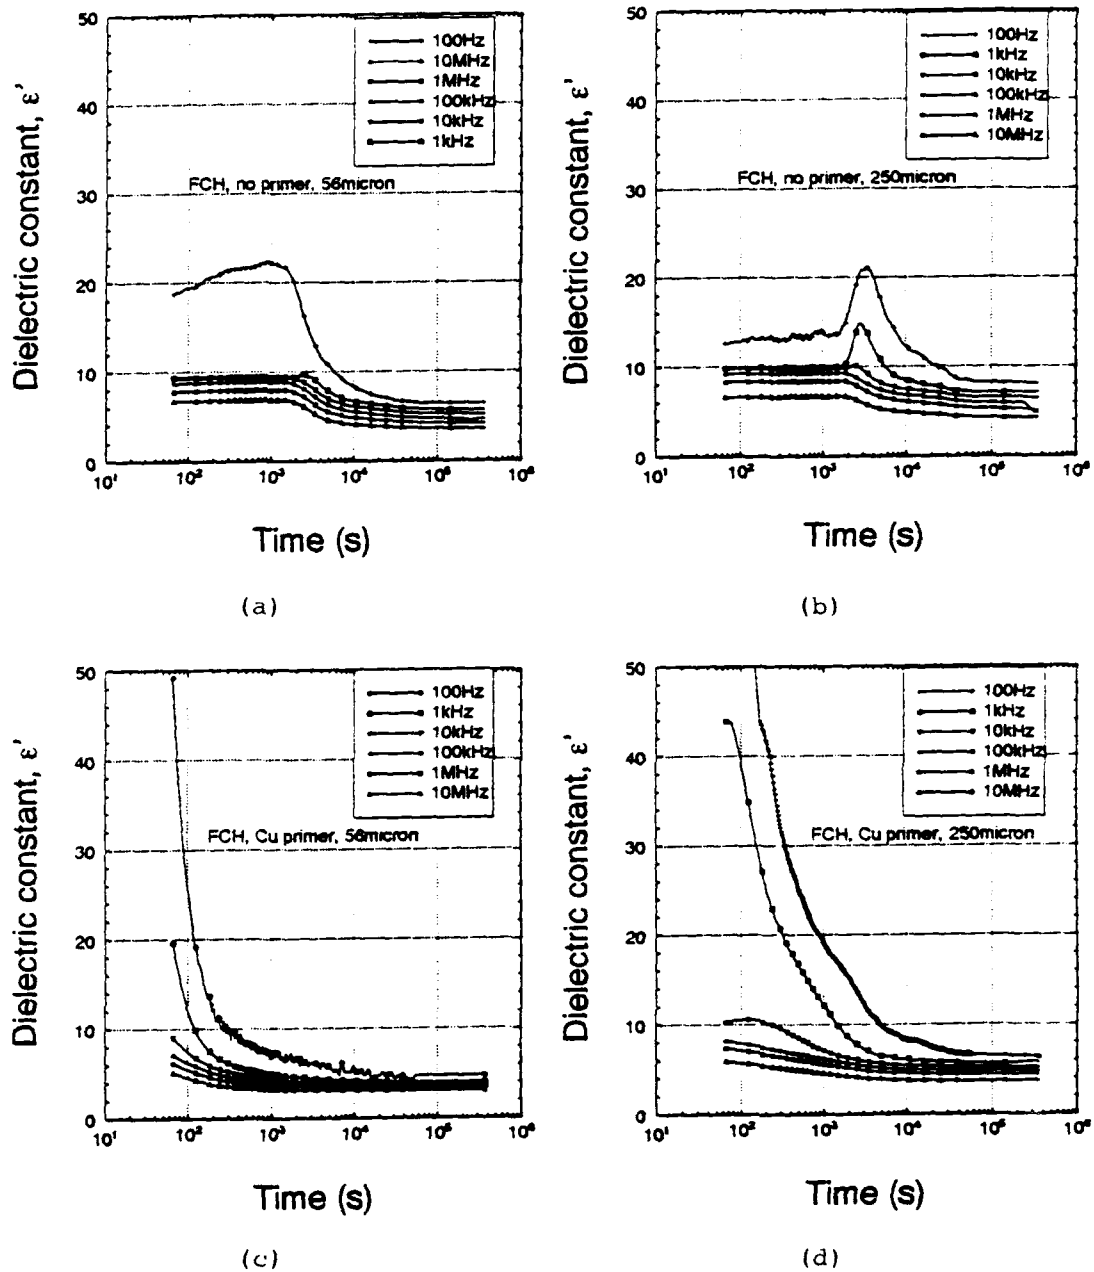 50
40
30
20
10
0
Dielectric constant, ε'
100Hz
10MHz
1MHz
100kHz
10kHz
1kHz
FCH, no primer, 56micron
10¹ 10² 10³ 10⁴ 10⁵ 10⁶
Time (s)
(a)
50
40
30
20
10
0
Dielectric constant, ε'
100Hz
1kHz
10kHz
100kHz
1MHz
10MHz
FCH, no primer, 250micron
10¹ 10² 10³ 10⁴ 10⁵ 10⁶
Time (s)
(b)
50
40
30
20
10
0
Dielectric constant, ε'
100Hz
1kHz
10kHz
100kHz
1MHz
10MHz
FCH, Cu primer, 56micron
10¹ 10² 10³ 10⁴ 10⁵ 10⁶
Time (s)
(c)
50
40
30
20
10
0
Dielectric constant, ε'
100Hz
1kHz
10kHz
100kHz
1MHz
10MHz
FCH, Cu primer, 250micron
10¹ 10² 10³ 10⁴ 10⁵ 10⁶
Time (s)
(d)